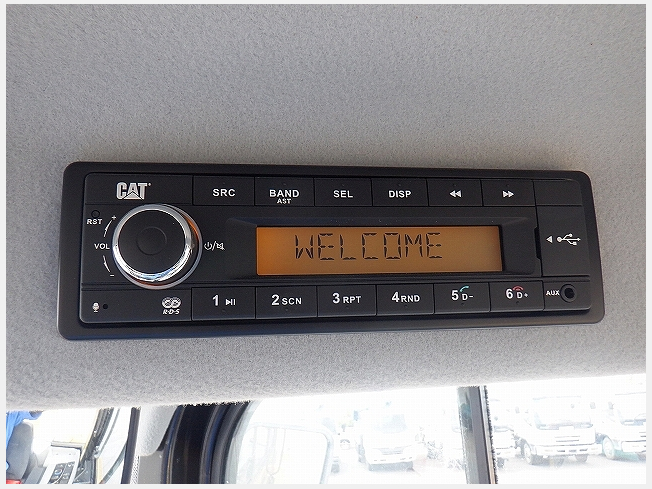 CAT
SRC BAND AST SEL DISP
RST
VOL + -
WELCOME
R·D·S
1 2 SCN 3 RPT 4 RND 5 D- 6 D+
AUX